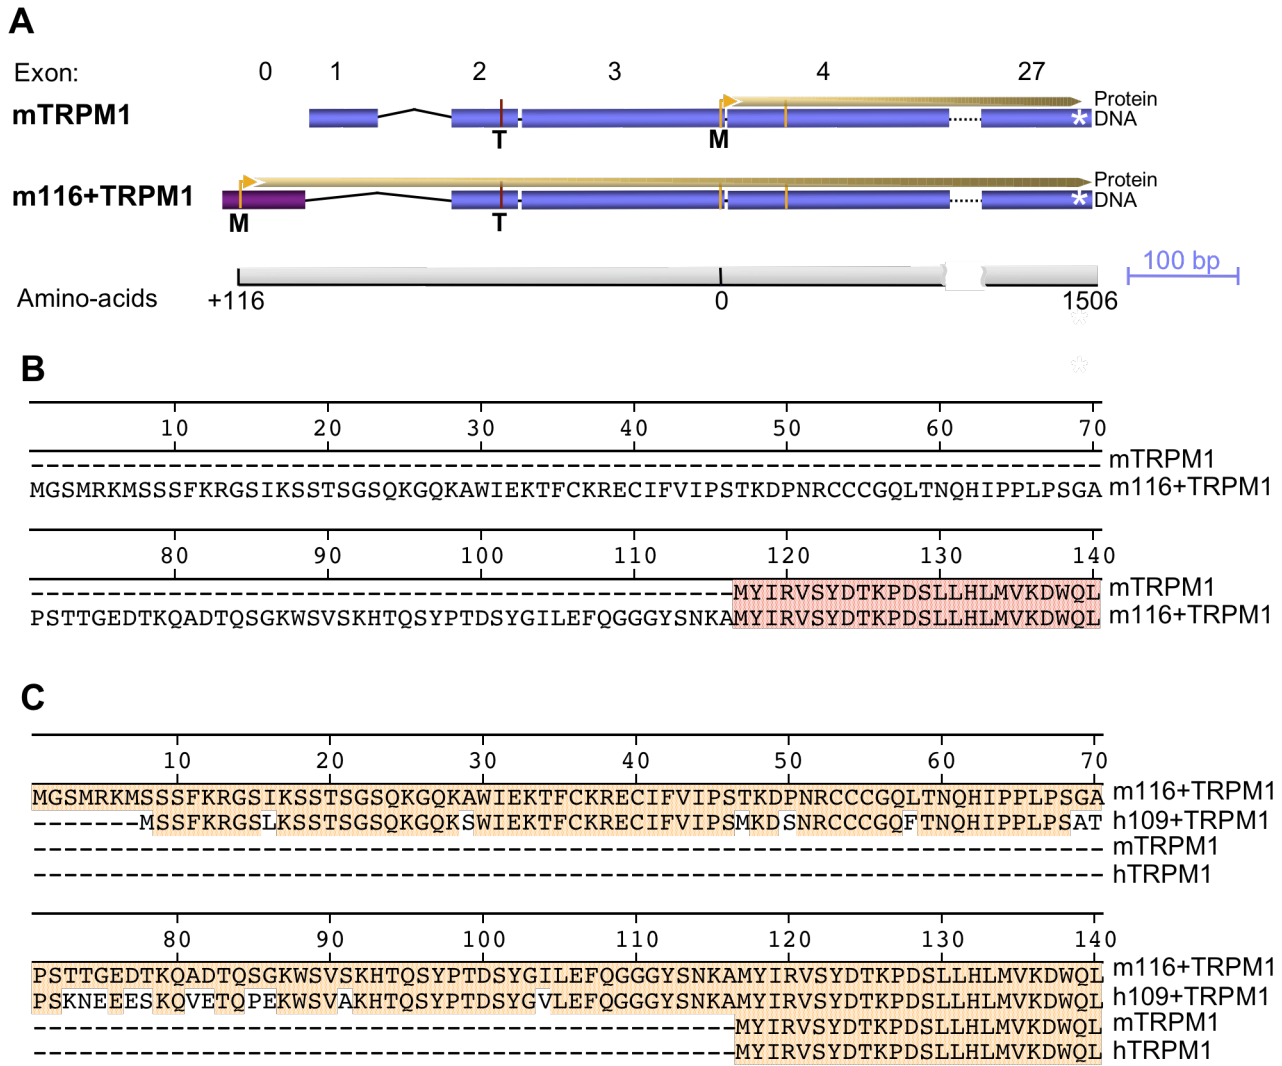 A
Exon: 0 1 2 3 4 27
mTRPM1 Protein
DNA
*
T M
m116+TRPM1 Protein
DNA
*
M T
100 bp
Amino-acids +116 0 1506
B
10 20 30 40 50 60 70
---------------------------------------------------------------------- mTRPM1
MGSMRKMSSSFKRGSIKSSTSGSQKGQKAWIEKTFCKRECIFVIPSTKDPNRCCCGQLTNQHIPPLPSGA m116+TRPM1
80 90 100 110 120 130 140
----------------------------------------------MYIRVSYDTKPDSLLHLMVKDWQL mTRPM1
PSTTGEDTKQADTQSGKWSVSKHTQSYPTDSYGILEFQGGGYSNKAMYIRVSYDTKPDSLLHLMVKDWQL m116+TRPM1
C
10 20 30 40 50 60 70
MGSMRKMSSSFKRGSIKSSTSGSQKGQKAWIEKTFCKRECIFVIPSTKDPNRCCCGQLTNQHIPPLPSGA m116+TRPM1
-------MSSFKRGSLKSSTSGSQKGQKSWIEKTFCKRECIFVIPSMKDSNRCCCGQFTNQHIPPLPSAT h109+TRPM1
---------------------------------------------------------------------- mTRPM1
---------------------------------------------------------------------- hTRPM1
80 90 100 110 120 130 140
PSTTGEDTKQADTQSGKWSVSKHTQSYPTDSYGILEFQGGGYSNKAMYIRVSYDTKPDSLLHLMVKDWQL m116+TRPM1
PSKNEEESKQVETQPEKWSVAKHTQSYPTDSYGVLEFQGGGYSNKAMYIRVSYDTKPDSLLHLMVKDWQL h109+TRPM1
----------------------------------------------MYIRVSYDTKPDSLLHLMVKDWQL mTRPM1
----------------------------------------------MYIRVSYDTKPDSLLHLMVKDWQL hTRPM1